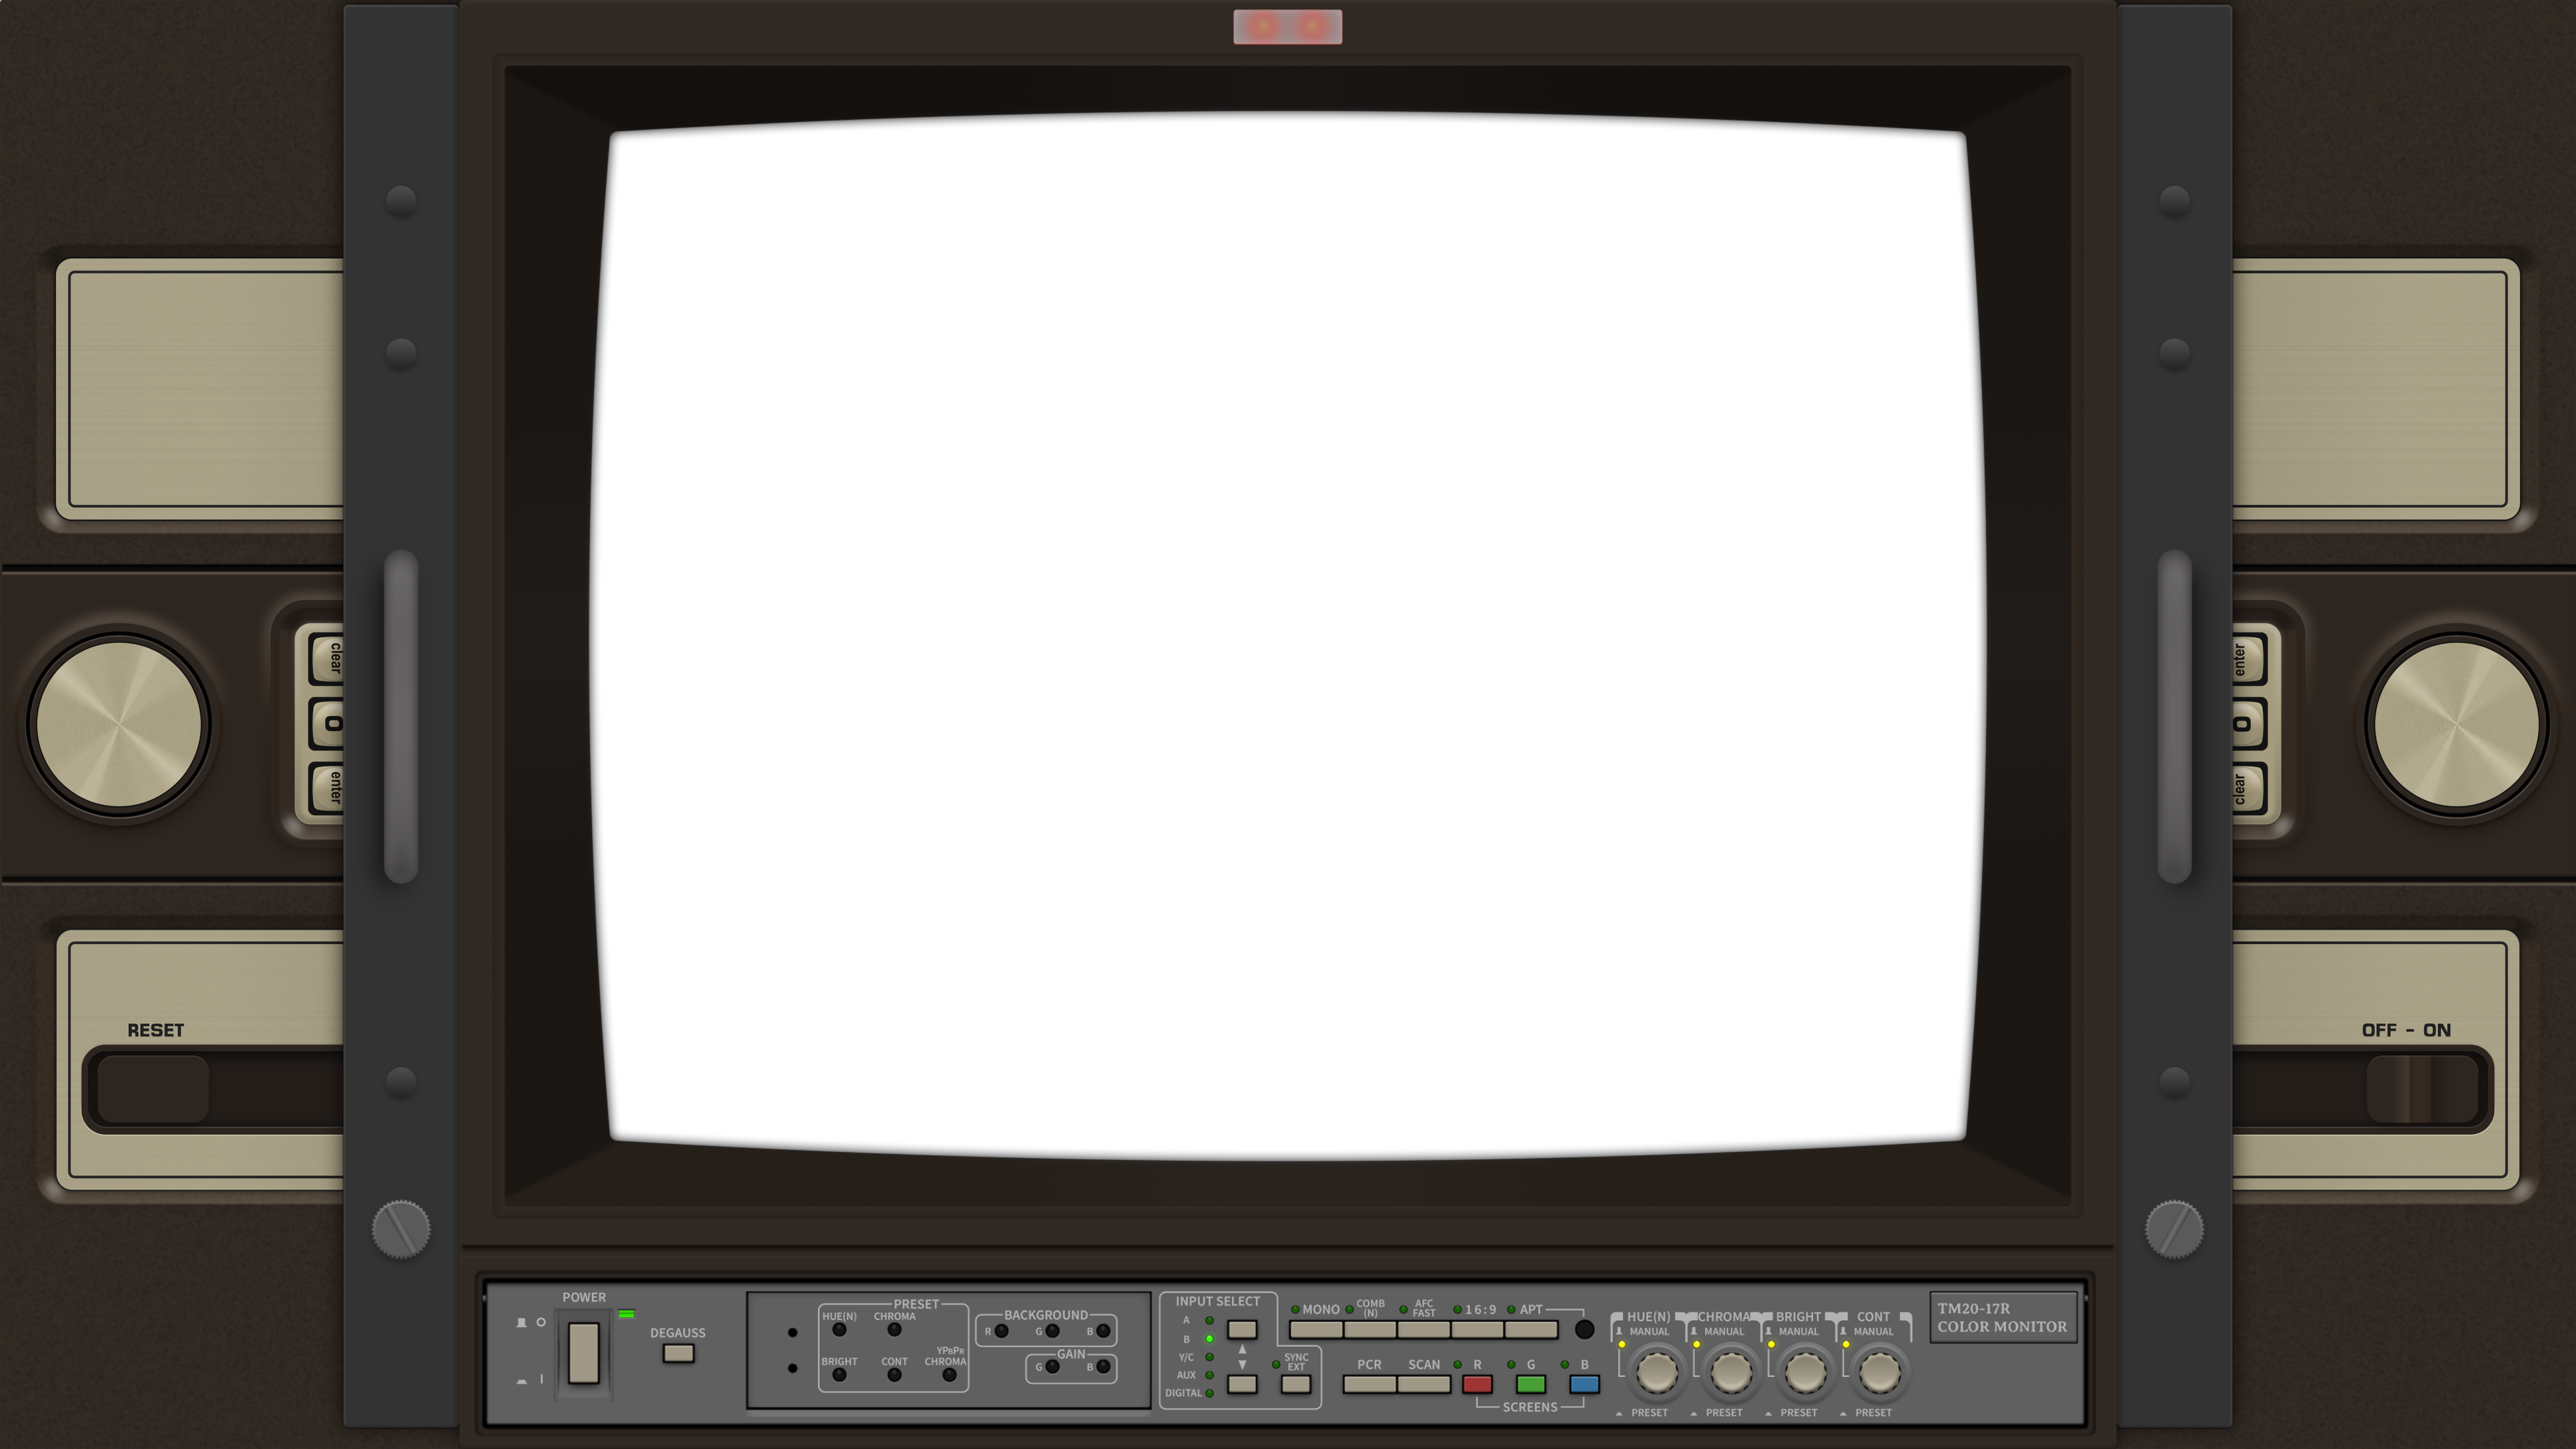 clear
0
enter
enter
0
clear
RESET
OFF - ON
POWER
DEGAUSS
PRESET
HUE(N)
CHROMA
BRIGHT
CONT
YPBPR
CHROMA
BACKGROUND
R
G
B
GAIN
G
B
INPUT SELECT
A
B
Y/C
AUX
DIGITAL
SYNC
EXT
MONO
COMB
(N)
AFC
FAST
16:9
APT
PCR
SCAN
R
G
B
SCREENS
HUE(N)
MANUAL
PRESET
CHROMA
MANUAL
PRESET
BRIGHT
MANUAL
PRESET
CONT
MANUAL
PRESET
TM20-17R
COLOR MONITOR